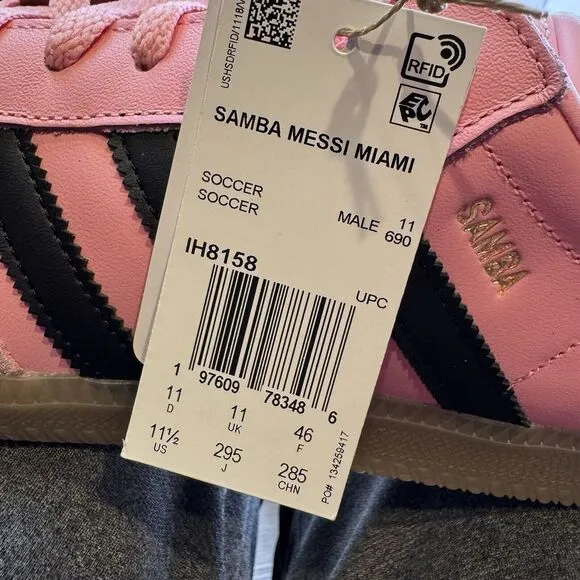 USHSDRFID/1118/V
RFID
EPC™
SAMBA MESSI MIAMI
SOCCER
SOCCER
MALE 11
690
IH8158
UPC
1 97609 78348 6
11 11 46
D UK F
11½ 295 285
US J CHN
PO# 134259417
SAMBA